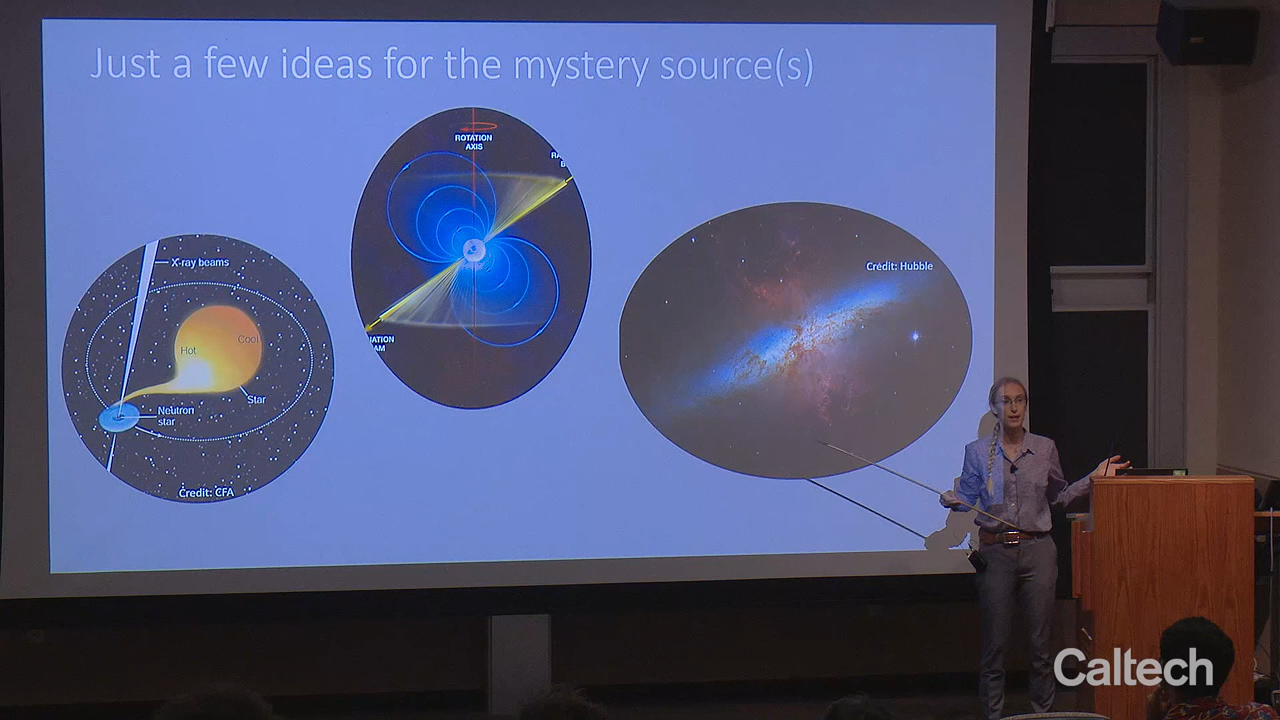 Just a few ideas for the mystery source(s)
X-ray beams
Hot
Cool
Star
Neutron
star
Credit: CFA
ROTATION
AXIS
Credit: Hubble
Caltech